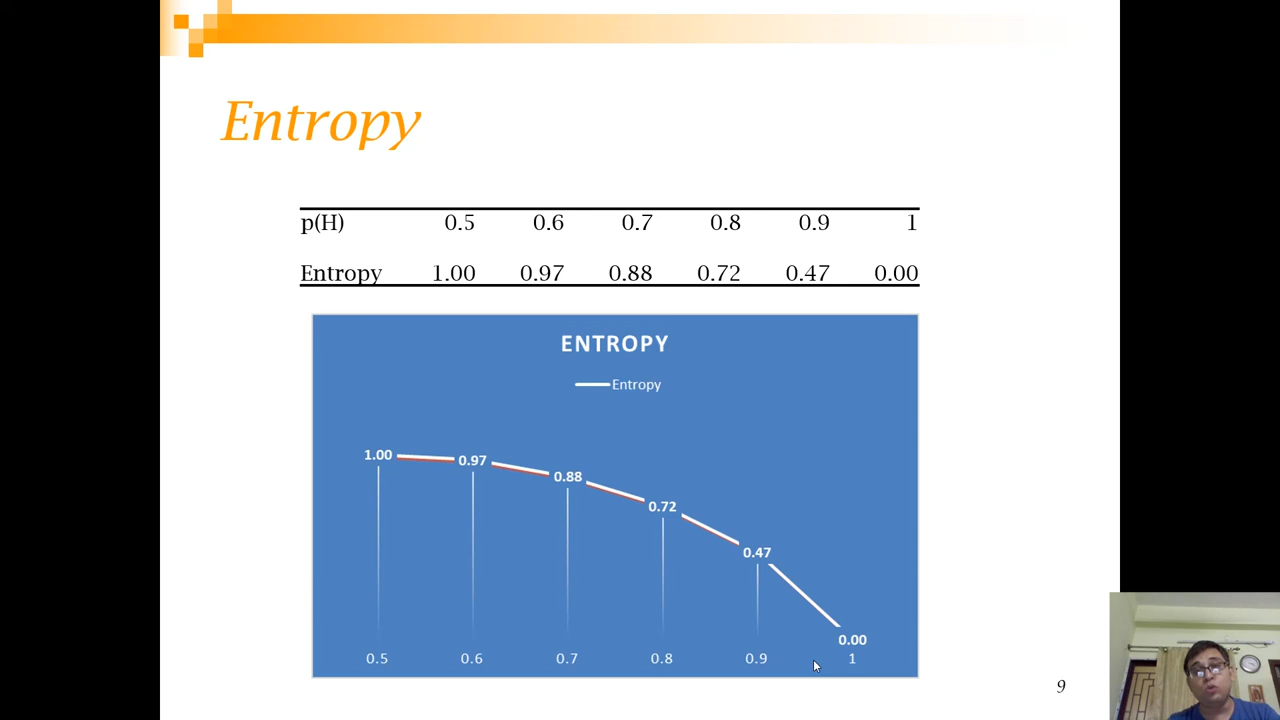 Entropy
p(H) 0.5 0.6 0.7 0.8 0.9 1
Entropy 1.00 0.97 0.88 0.72 0.47 0.00
ENTROPY
Entropy
1.00 0.97 0.88 0.72 0.47 0.00
0.5 0.6 0.7 0.8 0.9 1
9